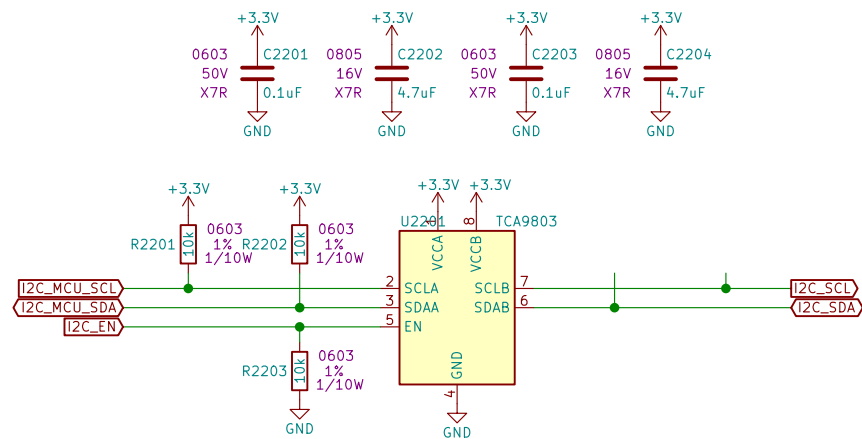 +3.3V +3.3V +3.3V +3.3V
0603 C2201 0805 C2202 0603 C2203 0805 C2204
50V 16V 50V 16V
X7R 0.1uF X7R 4.7uF X7R 0.1uF X7R 4.7uF
GND GND GND GND
+3.3V +3.3V +3.3V +3.3V
U2201 TCA9803
1 8
VCCA VCCB
R2201 10k 0603 1% 1/10W
R2202 10k 0603 1% 1/10W
I2C_MCU_SCL 2 SCLA SCLB 7 I2C_SCL
I2C_MCU_SDA 3 SDAA SDAB 6 I2C_SDA
I2C_EN 5 EN
R2203 10k 0603 1% 1/10W
GND
4
GND GND